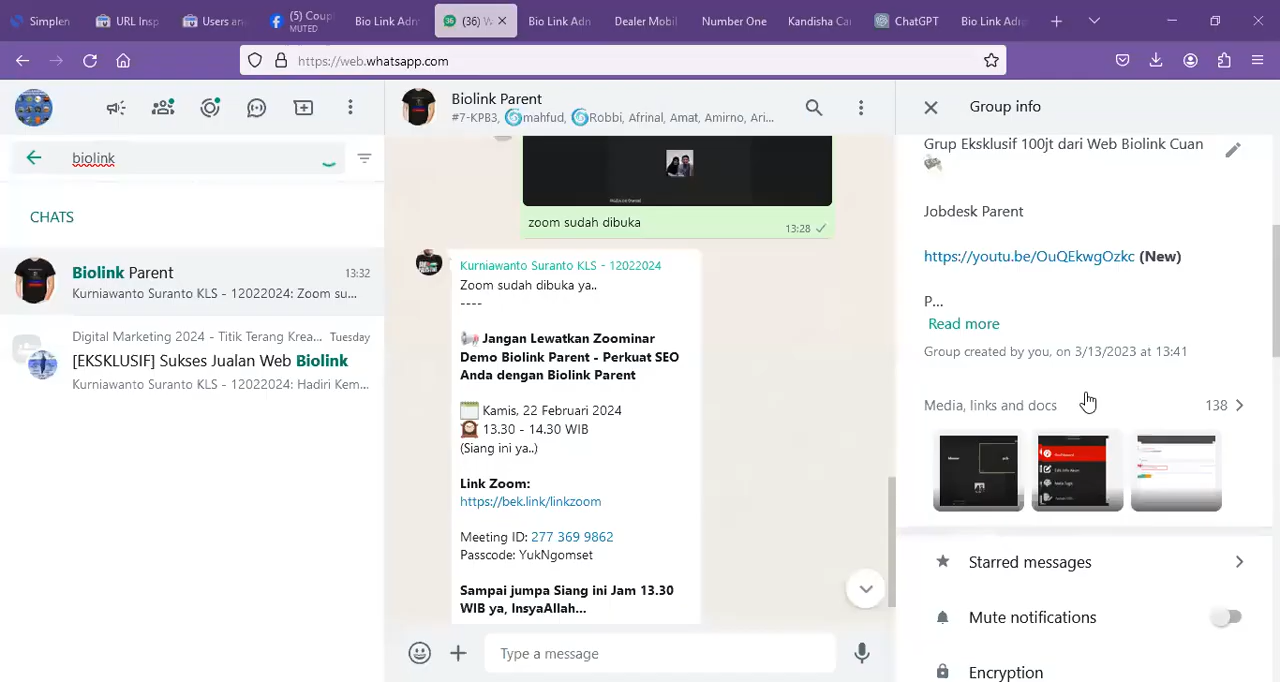 Simplen
URL Insp
Users an
(5) Coup
MUTED
Bio Link Adm
(36) W
Bio Link Adn
Dealer Mobil
Number One
Kandisha Ca
ChatGPT
Bio Link Adm
https://web.whatsapp.com
biolink
CHATS
Biolink Parent
13:32
Kurniawanto Suranto KLS - 12022024: Zoom su...
Digital Marketing 2024 - Titik Terang Krea...
Tuesday
[EKSKLUSIF] Sukses Jualan Web Biolink
Kurniawanto Suranto KLS - 12022024: Hadiri Kem...
Biolink Parent
#7-KPB3, 🌀mahfud, 🌀Robbi, Afrinal, Amat, Amirno, Ari...
zoom sudah dibuka
13:28
Kurniawanto Suranto KLS - 12022024
Zoom sudah dibuka ya..
----
Jangan Lewatkan Zoominar
Demo Biolink Parent - Perkuat SEO
Anda dengan Biolink Parent
Kamis, 22 Februari 2024
13.30 - 14.30 WIB
(Siang ini ya..)
Link Zoom:
https://bek.link/linkzoom
Meeting ID: 277 369 9862
Passcode: YukNgomset
Sampai jumpa Siang ini Jam 13.30
WIB ya, InsyaAllah...
Type a message
Group info
Grup Eksklusif 100jt dari Web Biolink Cuan
Jobdesk Parent
https://youtu.be/OuQEkwgOzkc (New)
P...
Read more
Group created by you, on 3/13/2023 at 13:41
Media, links and docs
138
Starred messages
Mute notifications
Encryption